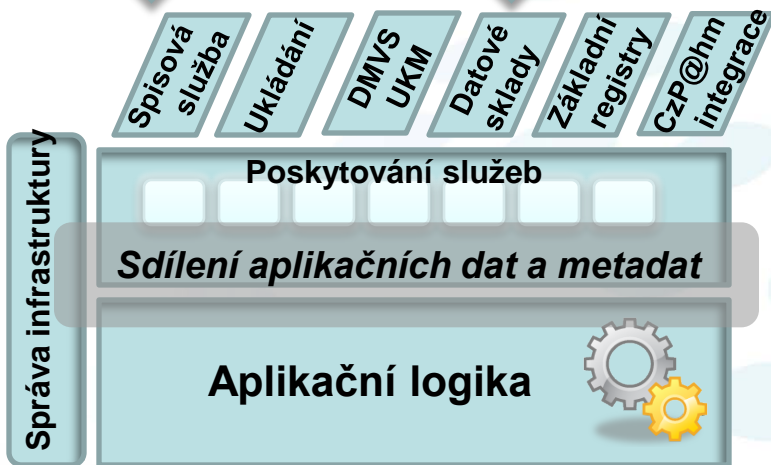 Spisová
služba
Ukládání
DMVS
UKM
Datové
sklady
Základní
registry
CzP@hm
integrace
Správa infrastruktury
Poskytování služeb
Sdílení aplikačních dat a metadat
Aplikační logika